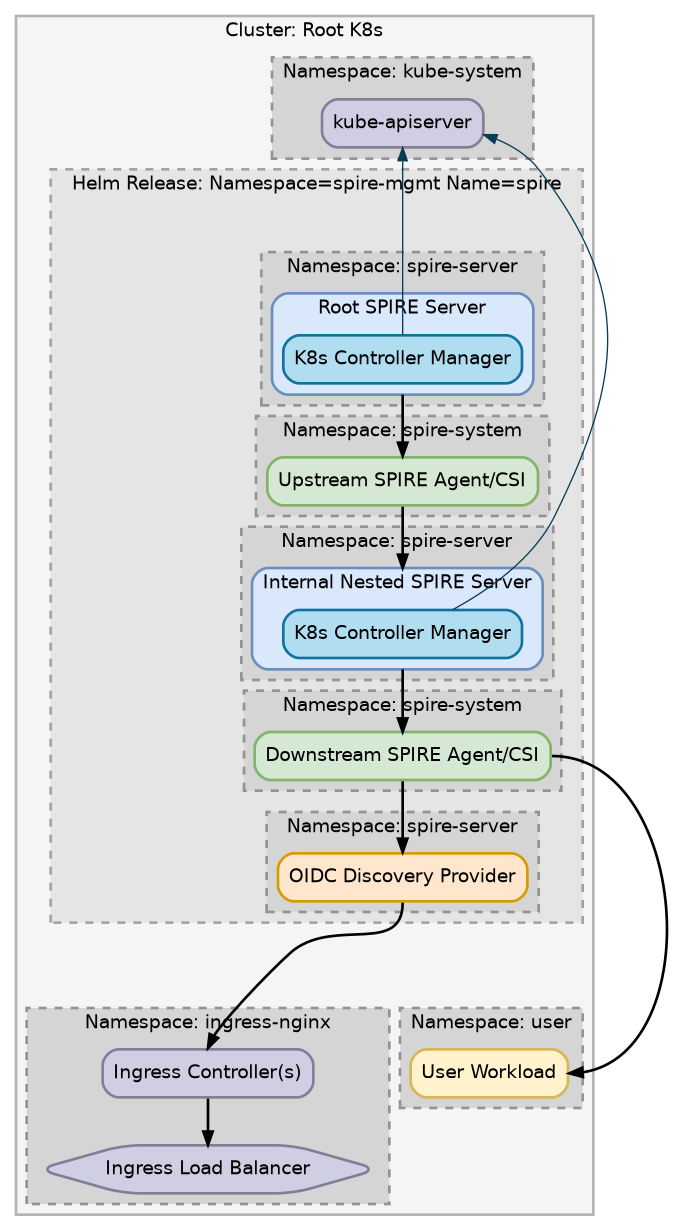 Cluster: Root K8s
Namespace: kube-system
kube-apiserver
Helm Release: Namespace=spire-mgmt Name=spire
Namespace: spire-server
Root SPIRE Server
K8s Controller Manager
Namespace: spire-system
Upstream SPIRE Agent/CSI
Namespace: spire-server
Internal Nested SPIRE Server
K8s Controller Manager
Namespace: spire-system
Downstream SPIRE Agent/CSI
Namespace: spire-server
OIDC Discovery Provider
Namespace: ingress-nginx
Ingress Controller(s)
Ingress Load Balancer
Namespace: user
User Workload